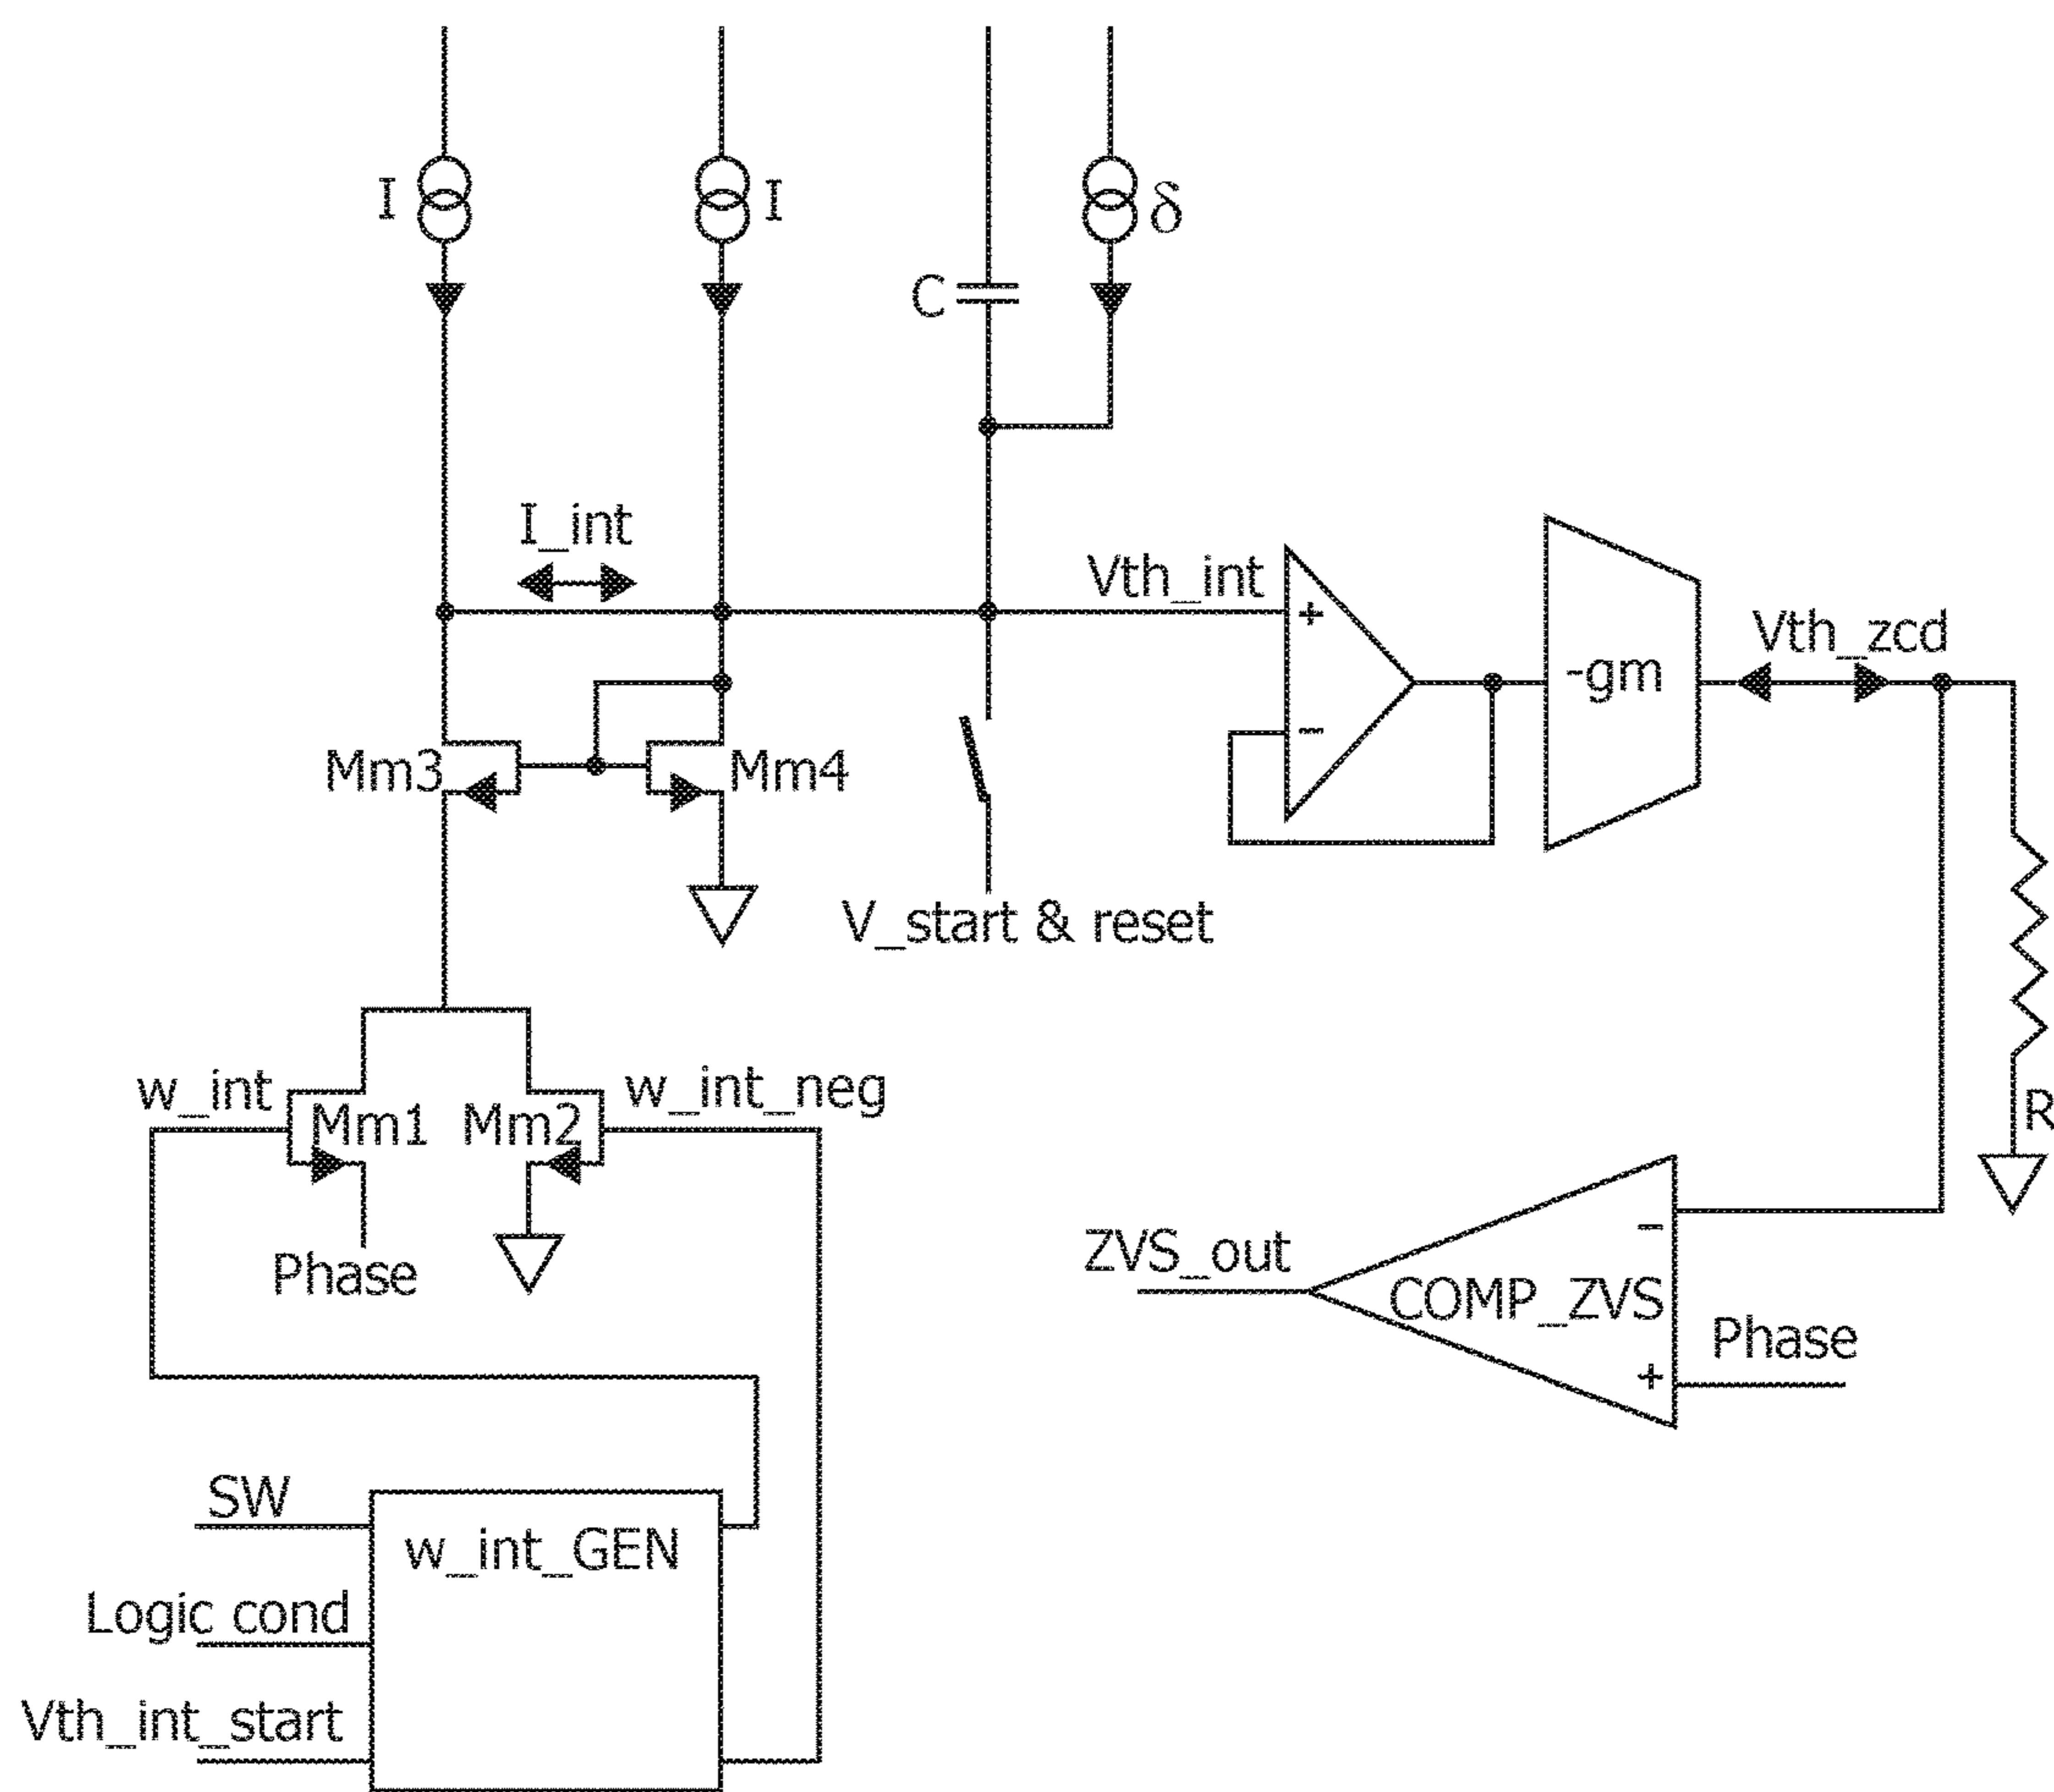 I
I
C
δ
I_int
Vth_int
+
−
-gm
Vth_zcd
Mm3
Mm4
V_start & reset
R
w_int
Mm1
Mm2
w_int_neg
Phase
ZVS_out
COMP_ZVS
−
+
Phase
SW
w_int_GEN
Logic cond
Vth_int_start